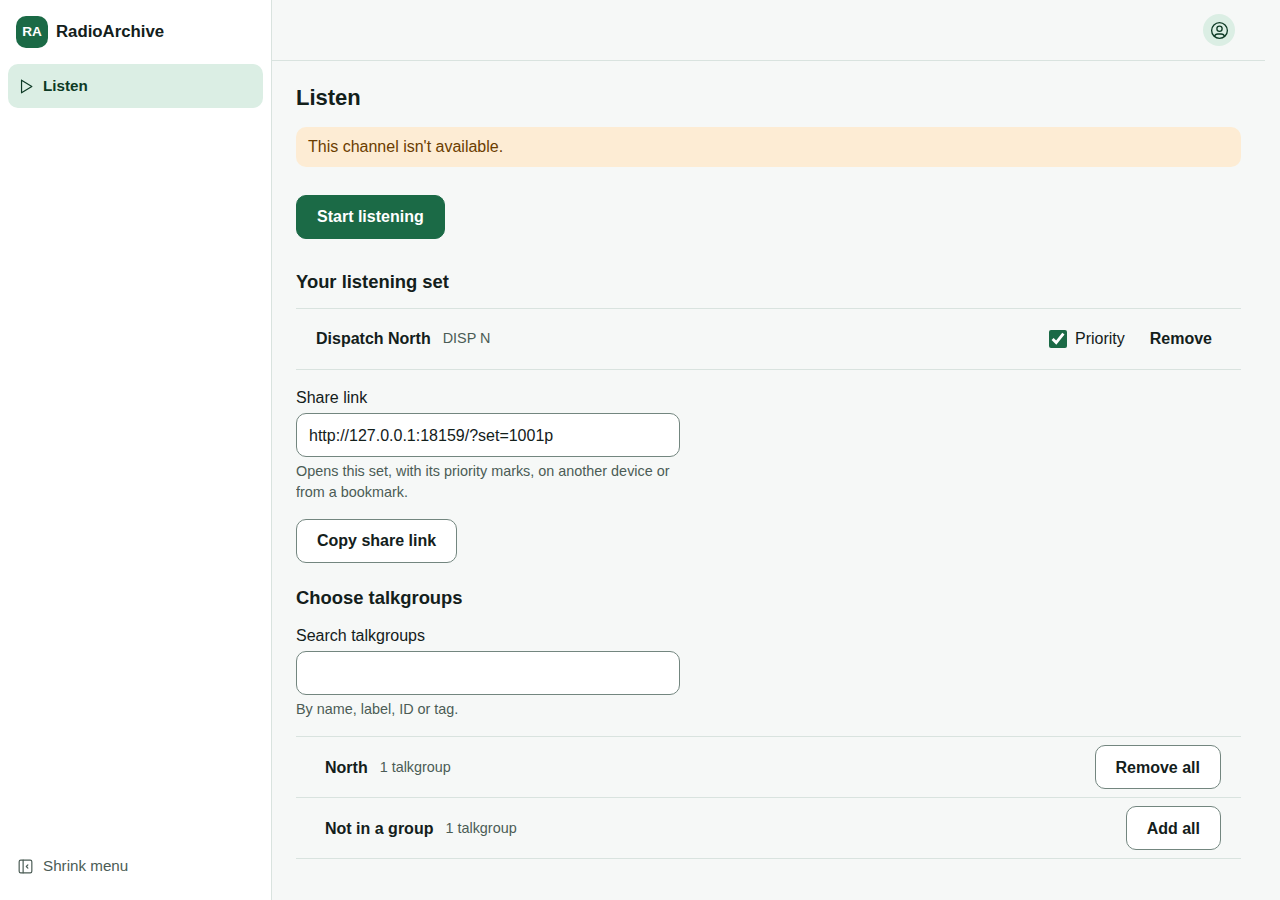 RA RadioArchive
Listen
Listen
This channel isn't available.
Start listening
Your listening set
Dispatch North DISP N Priority Remove
Share link
http://127.0.0.1:18159/?set=1001p
Opens this set, with its priority marks, on another device or
from a bookmark.
Copy share link
Choose talkgroups
Search talkgroups
By name, label, ID or tag.
North 1 talkgroup Remove all
Not in a group 1 talkgroup Add all
Shrink menu